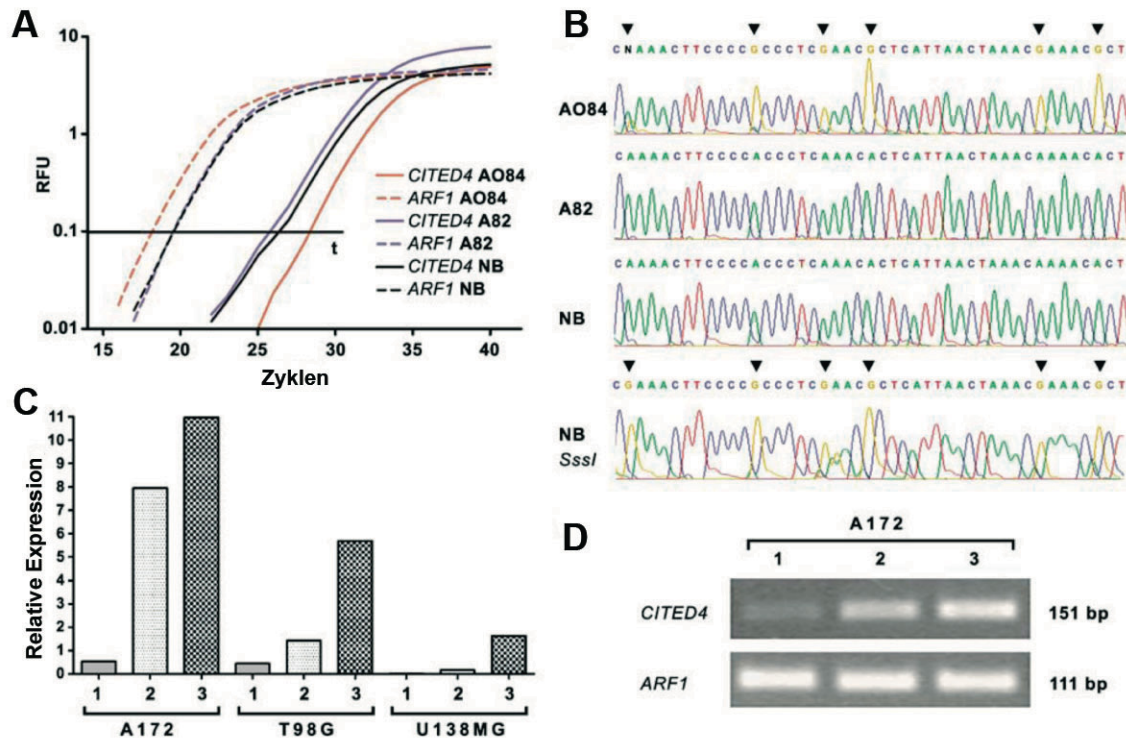 A
10
1
0.1
0.01
RFU
t
CITED4 AO84
ARF1 AO84
CITED4 A82
ARF1 A82
CITED4 NB
ARF1 NB
15 20 25 30 35 40
Zyklen
B
CNAAACTTCCCCGCCCTCGAACGCTCATTAACTAAACGAAACGCT
AO84
CAAAACTTCCCCACCCTCAAACACTCATTAACTAAACAAAACACT
A82
CAAAACTTCCCCACCCTCAAACACTCATTAACTAAACAAAACACT
NB
CGAAACTTCCCCGCCCTCGAACGCTCATTAACTAAACGAAACGCT
NB
SssI
C
Relative Expression
11
10
9
8
7
6
5
4
3
2
1
0
1 2 3 1 2 3 1 2 3
A172 T98G U138MG
D
A172
1 2 3
CITED4 151 bp
ARF1 111 bp